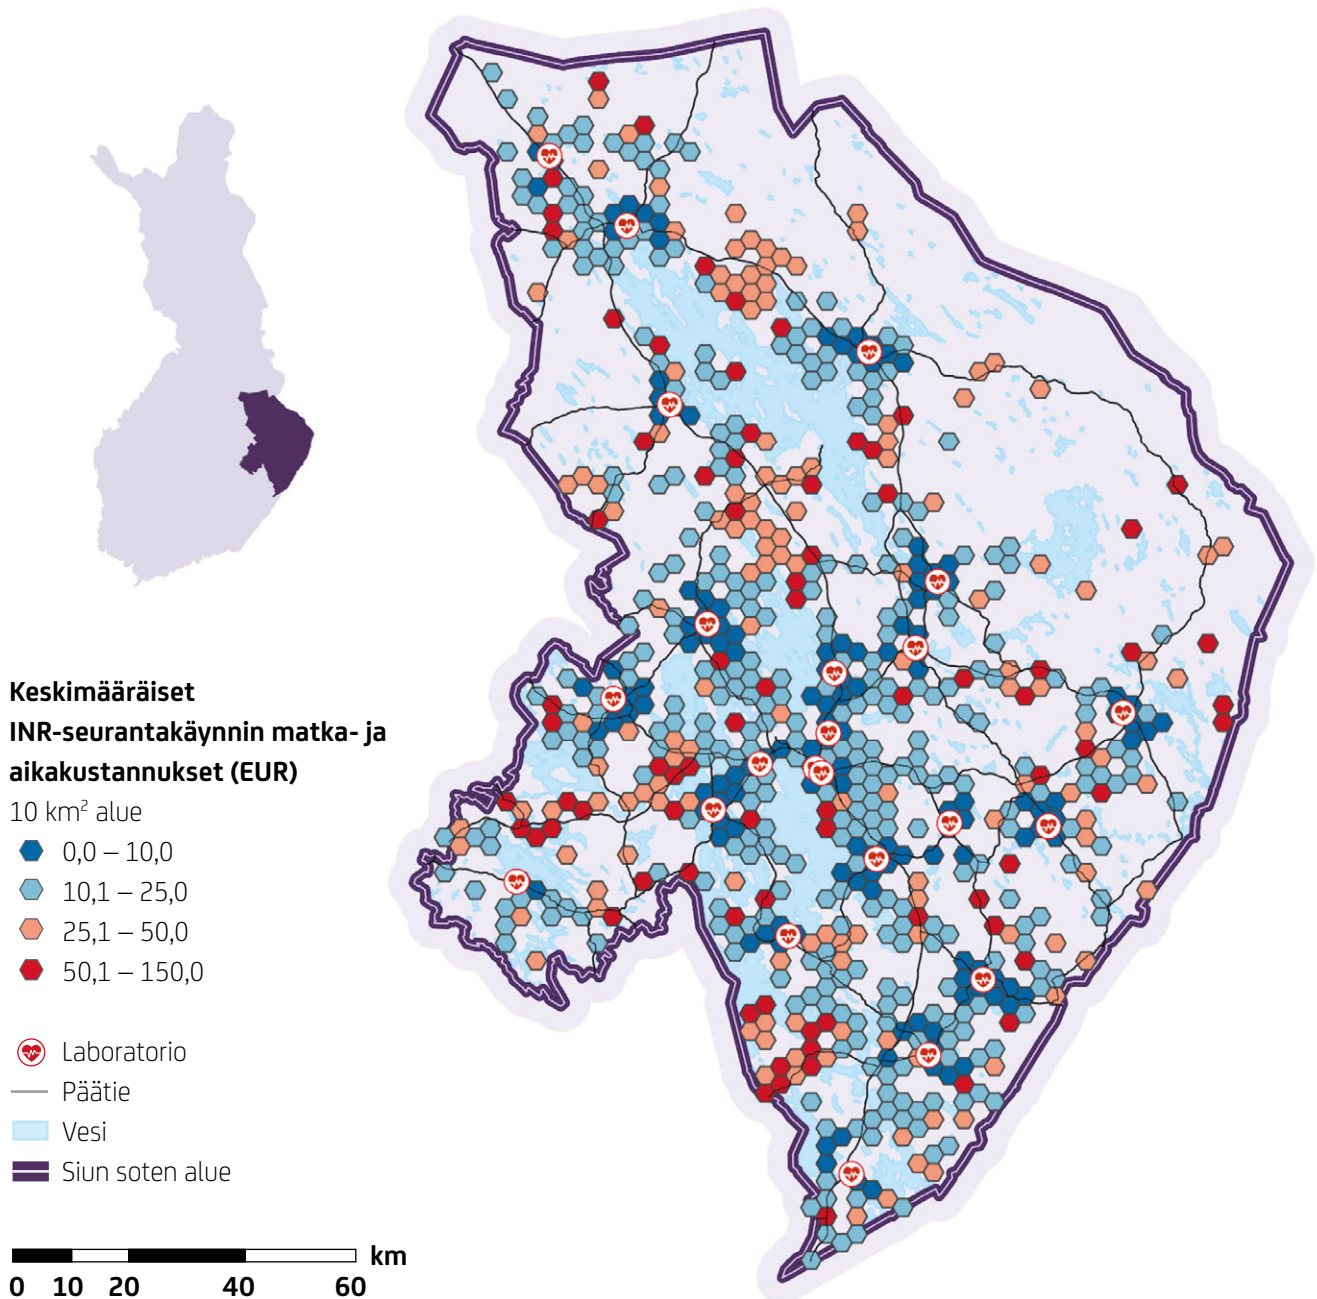 Keskimääräiset
INR-seurantakäynnin matka- ja
aikakustannukset (EUR)
10 km² alue
0,0 – 10,0
10,1 – 25,0
25,1 – 50,0
50,1 – 150,0
Laboratorio
Päätie
Vesi
Siun soten alue
km
0 10 20 40 60